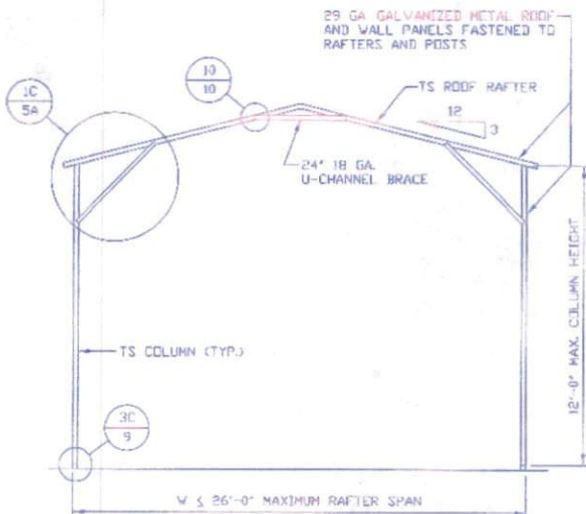 29 GA GALVANIZED METAL ROOF
AND WALL PANELS FASTENED TO
RAFTERS AND POSTS
10
10
1C
5A
TS ROOF RAFTER
12
3
24" 18 GA.
U-CHANNEL BRACE
12'-0" MAX. COLUMN HEIGHT
TS COLUMN (TYP.)
3C
9
W ≤ 26'-0" MAXIMUM RAFTER SPAN